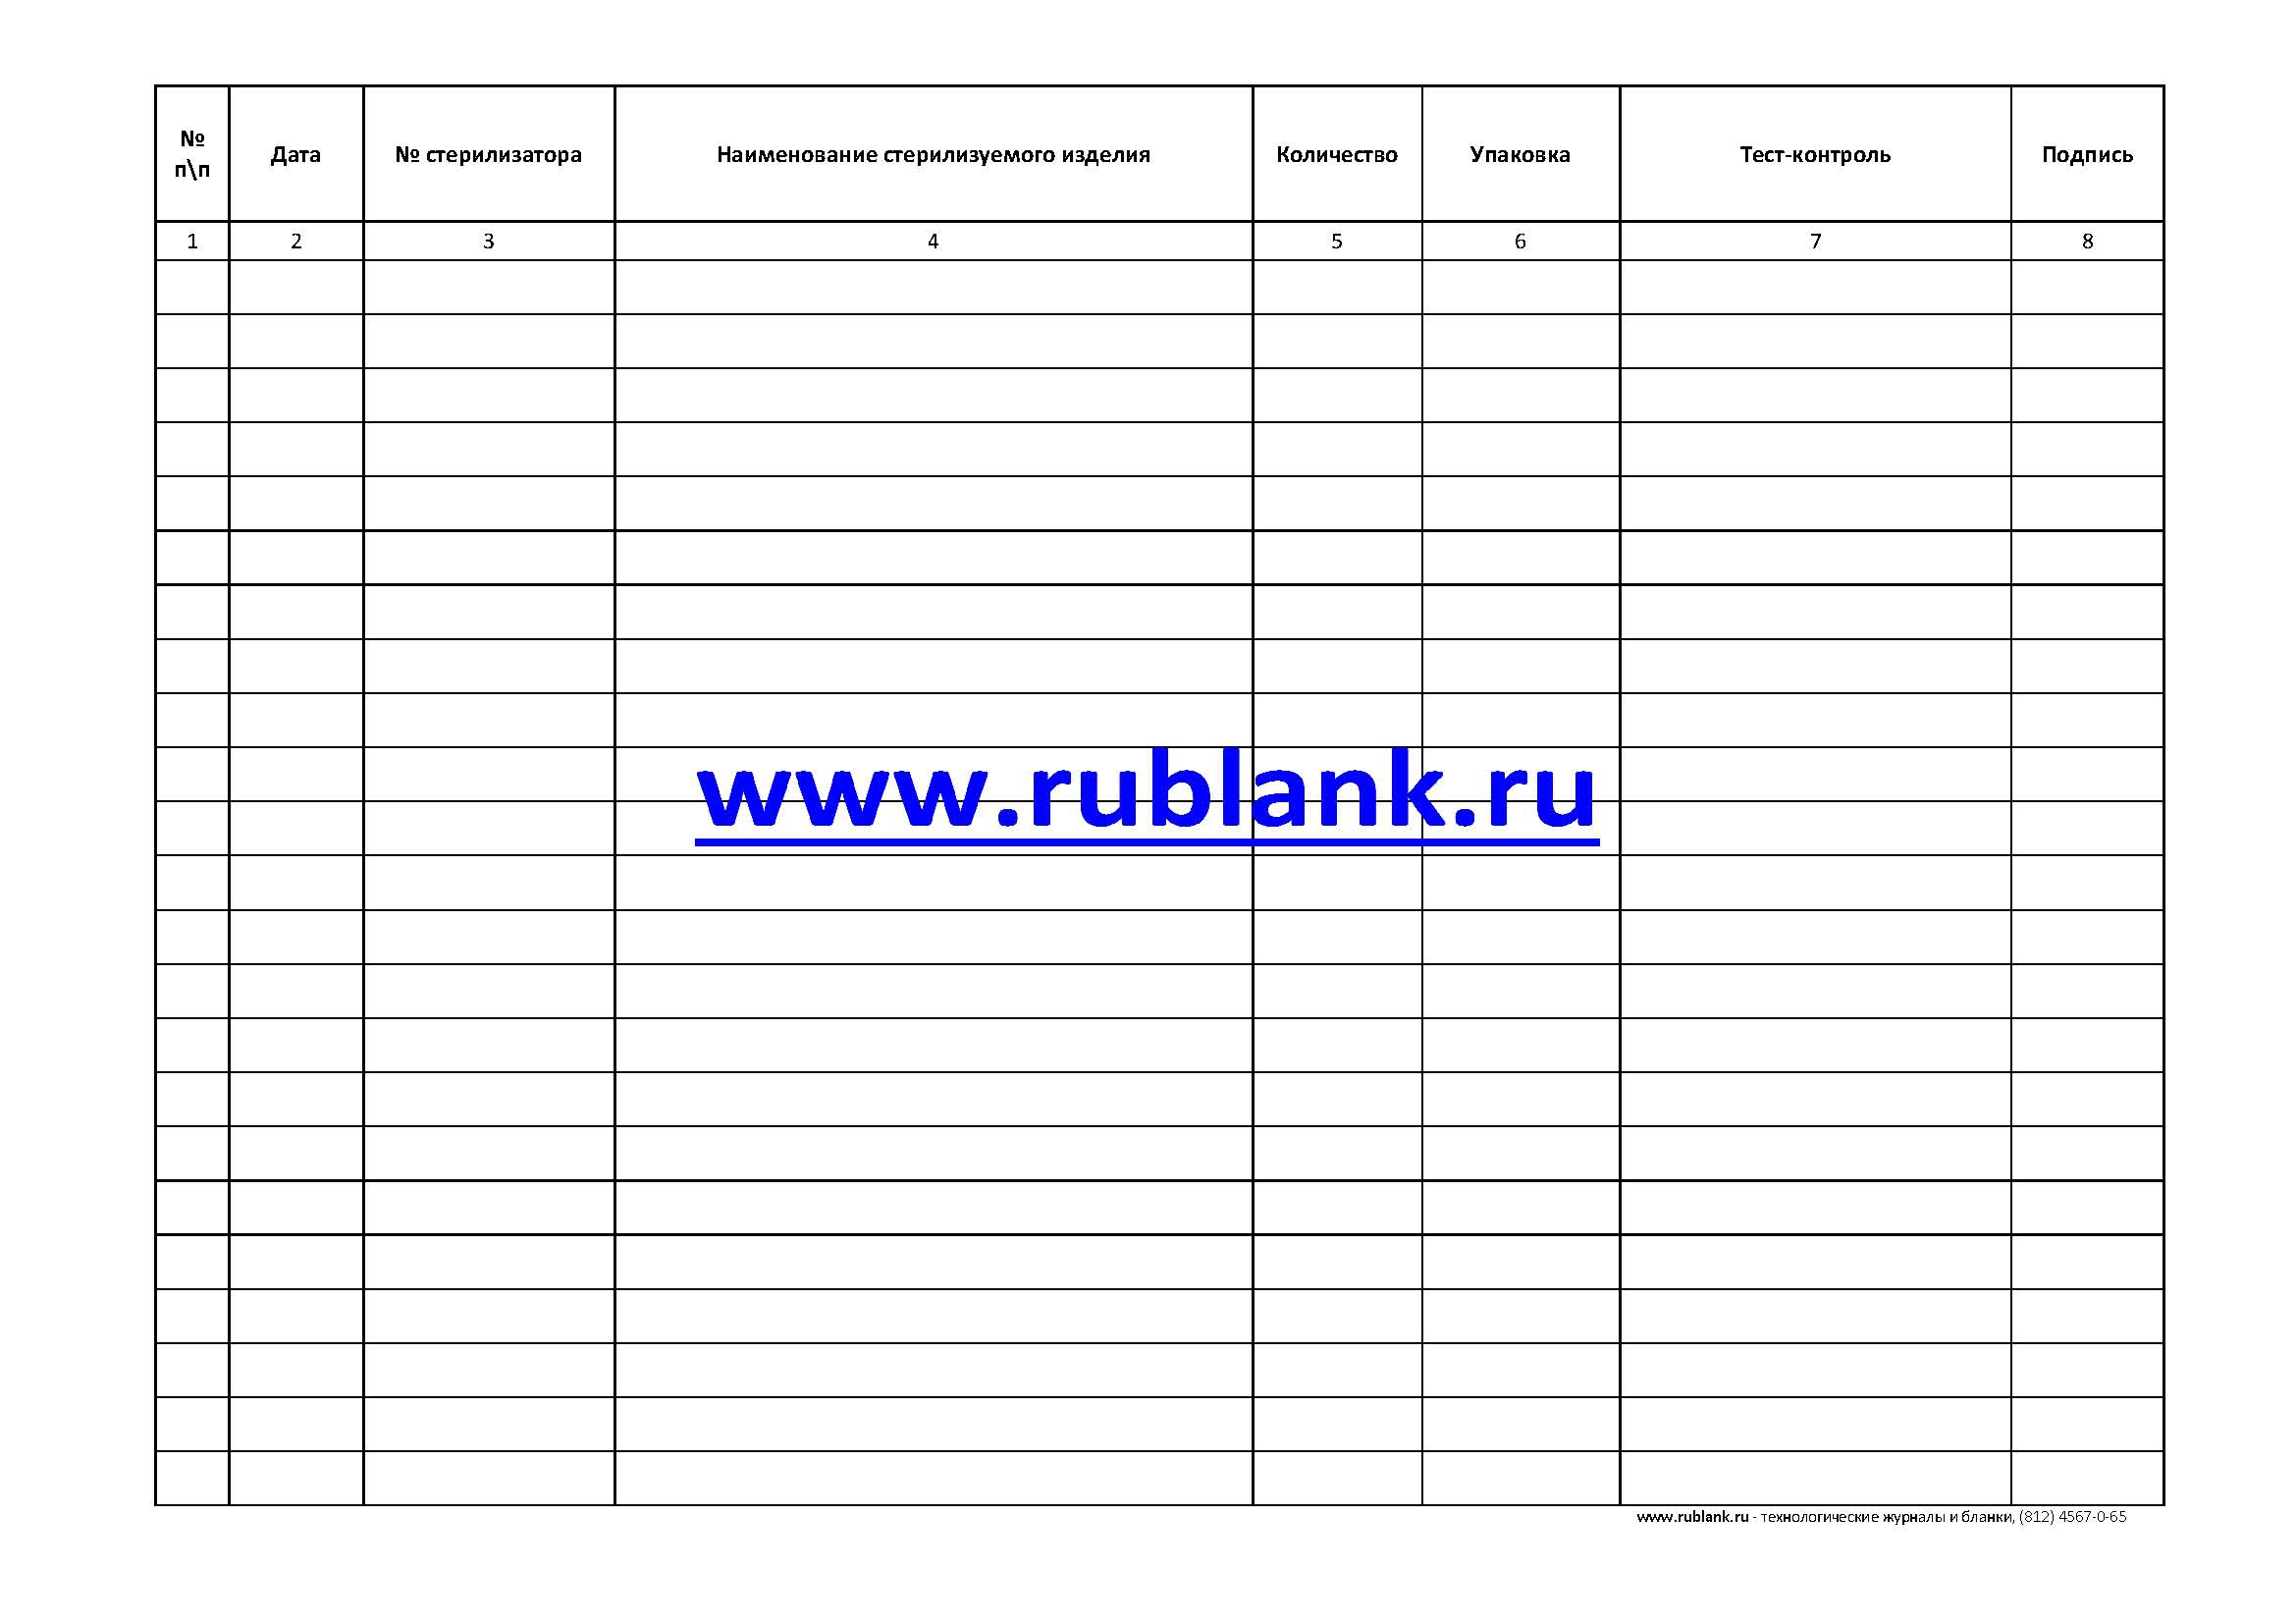 № п\п Дата № стерилизатора Наименование стерилизуемого изделия Количество Упаковка Тест-контроль Подпись
1 2 3 4 5 6 7 8
www.rublank.ru
www.rublank.ru - технологические журналы и бланки, (812) 4567-0-65